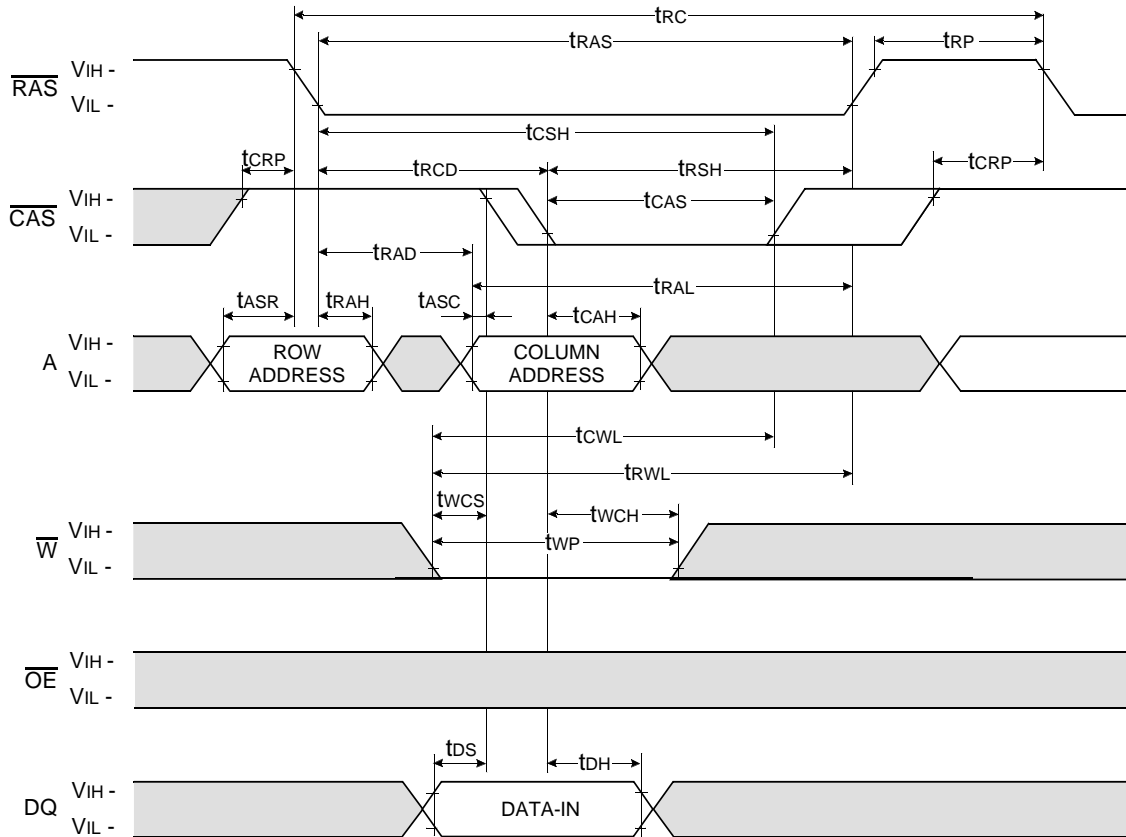 tRC
tRAS
tRP
RAS
VIH -
VIL -
tCSH
tCRP
tRCD
tRSH
tCRP
CAS
VIH -
VIL -
tCAS
tRAD
tRAL
tASR
tRAH
tASC
tCAH
A
VIH -
VIL -
ROW
ADDRESS
COLUMN
ADDRESS
tCWL
tRWL
tWCS
tWCH
tWP
W
VIH -
VIL -
OE
VIH -
VIL -
tDS
tDH
DQ
VIH -
VIL -
DATA-IN